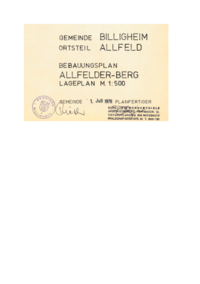 GEMEINDE BILLIGHEIM
ORTSTEIL ALLFELD
BEBAUUNGSPLAN
ALLFELDER-BERG
LAGEPLAN M. 1:500
GEMEINDE 1. Juli 1976 PLANFERTIGER